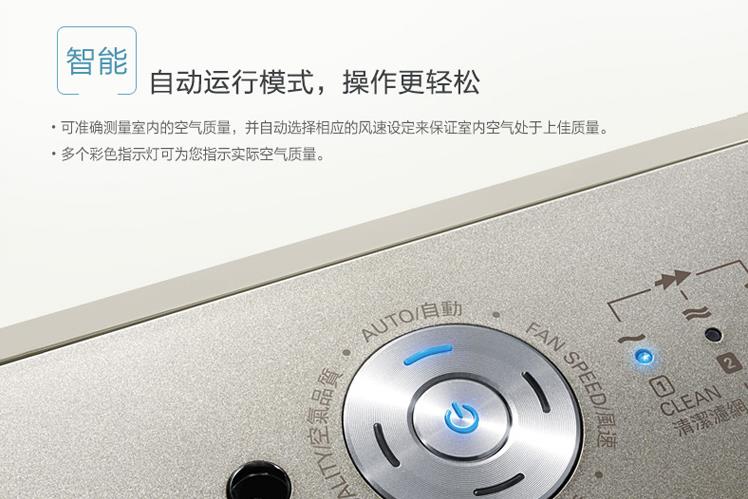 智能
自动运行模式，操作更轻松
• 可准确测量室内的空气质量，并自动选择相应的风速设定来保证室内空气处于上佳质量。
• 多个彩色指示灯可为您指示实际空气质量。
AUTO/自動
FAN SPEED/風速
ALITY/空氣品質
1
2
CLEAN
清潔濾網